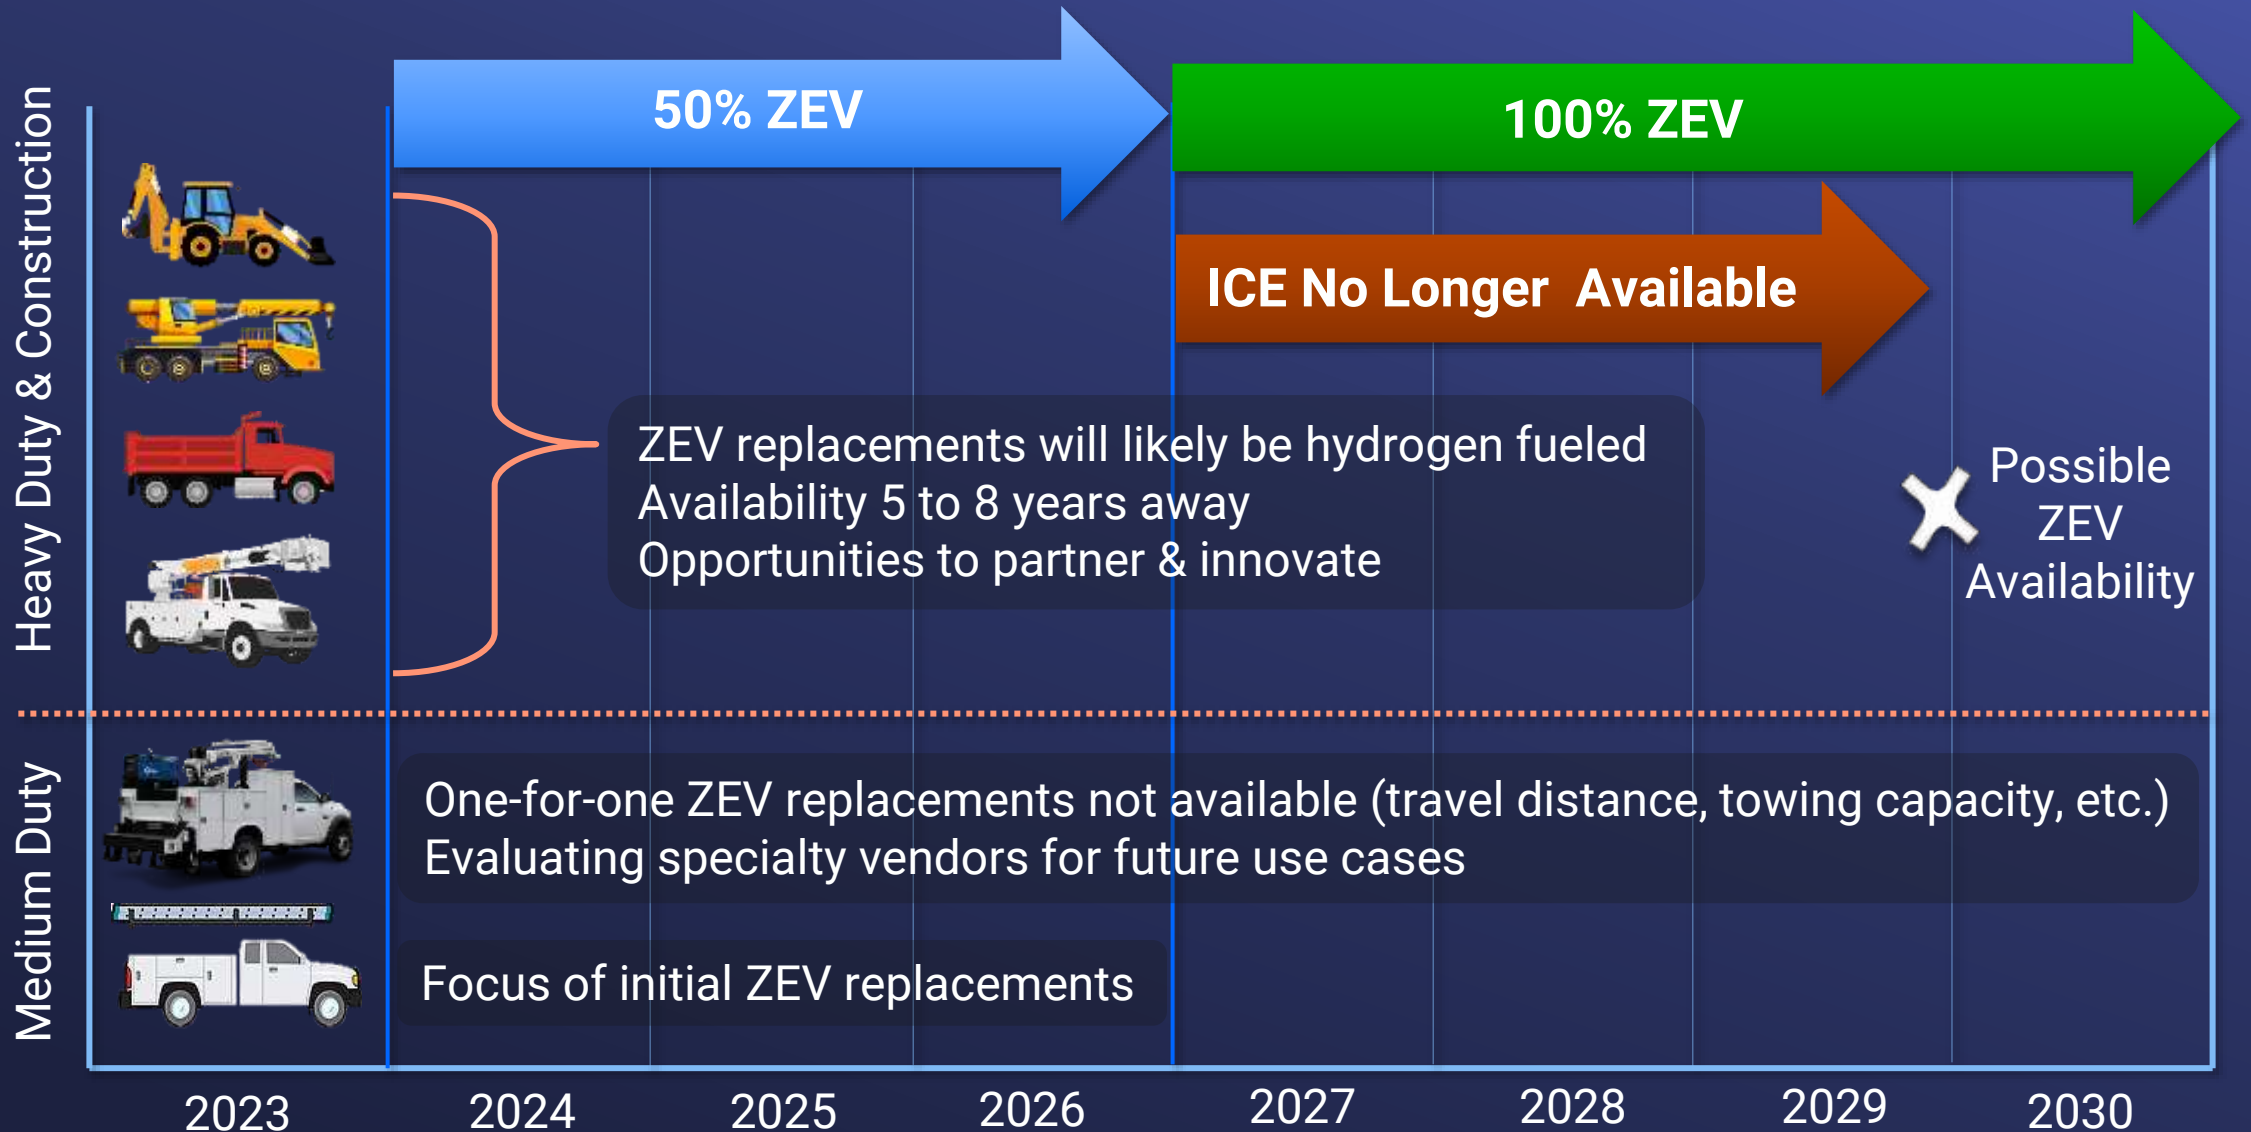 50% ZEV
100% ZEV
ICE No Longer Available
Heavy Duty & Construction
ZEV replacements will likely be hydrogen fueled
Availability 5 to 8 years away
Opportunities to partner & innovate
Possible
ZEV
Availability
Medium Duty
One-for-one ZEV replacements not available (travel distance, towing capacity, etc.)
Evaluating specialty vendors for future use cases
Focus of initial ZEV replacements
2023 2024 2025 2026 2027 2028 2029 2030